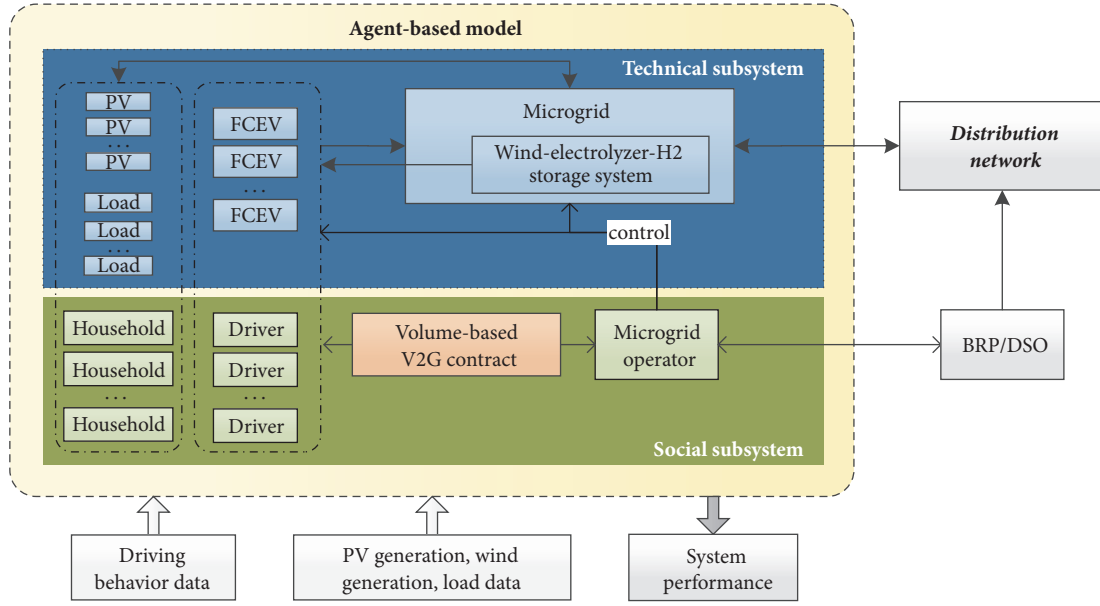 Agent-based model
Technical subsystem
PV
PV
...
PV
Load
Load
...
Load
FCEV
FCEV
...
FCEV
Microgrid
Wind-electrolyzer-H2
storage system
control
Distribution
network
Household
Household
...
Household
Driver
Driver
...
Driver
Volume-based
V2G contract
Microgrid
operator
BRP/DSO
Social subsystem
Driving
behavior data
PV generation, wind
generation, load data
System
performance